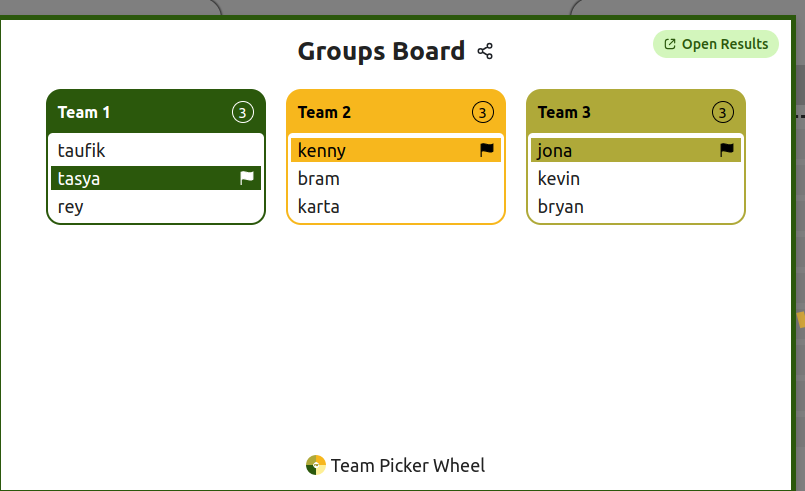 Groups Board
Open Results
Team 1 3
taufik
tasya
rey
Team 2 3
kenny
bram
karta
Team 3 3
jona
kevin
bryan
Team Picker Wheel